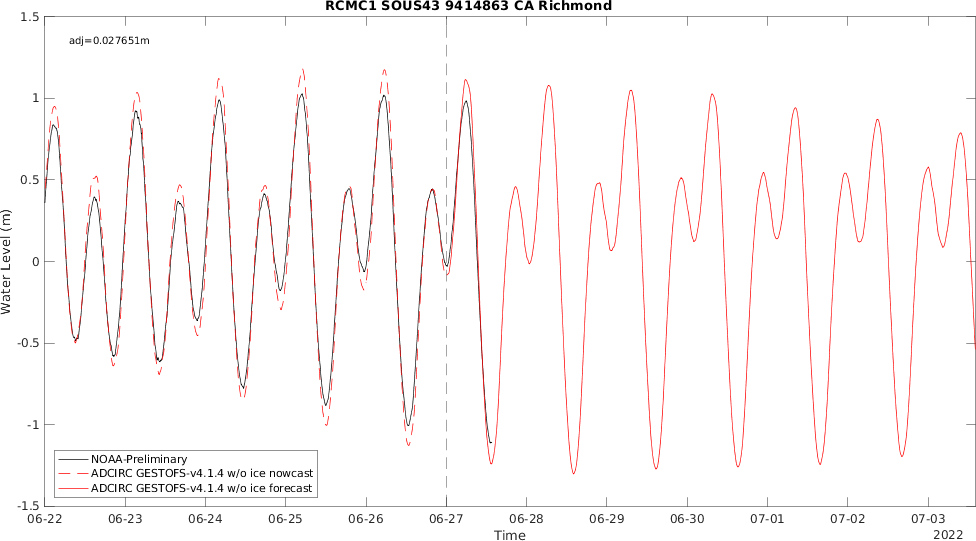 RCMC1 SOUS43 9414863 CA Richmond
adj=0.027651m
1.5
1
0.5
0
-0.5
-1
-1.5
Water Level (m)
NOAA-Preliminary
ADCIRC GESTOFS-v4.1.4 w/o ice nowcast
ADCIRC GESTOFS-v4.1.4 w/o ice forecast
06-22 06-23 06-24 06-25 06-26 06-27 06-28 06-29 06-30 07-01 07-02 07-03
Time
2022